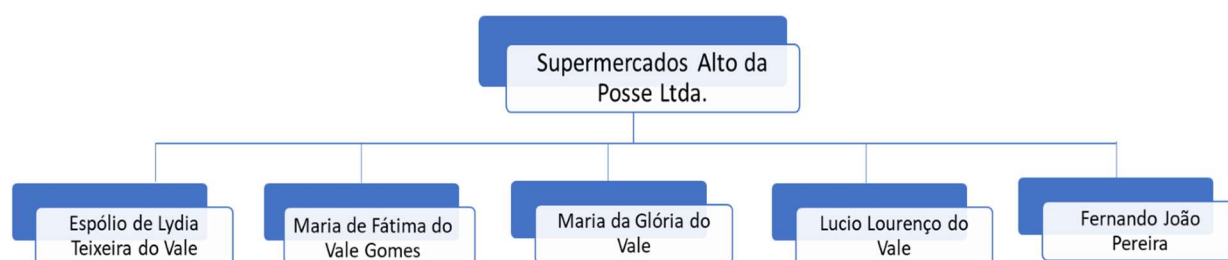 Supermercados Alto da
Posse Ltda.
Espólio de Lydia
Teixeira do Vale
Maria de Fátima do
Vale Gomes
Maria da Glória do
Vale
Lucio Lourenço do
Vale
Fernando João
Pereira